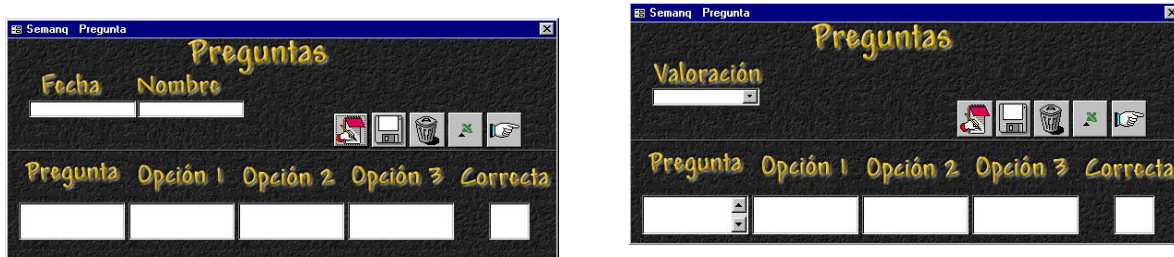 Semanq Pregunta
Preguntas
Fecha Nombre
Pregunta Opción 1 Opción 2 Opción 3 Correcta
Semanq Pregunta
Preguntas
Valoración
Pregunta Opción 1 Opción 2 Opción 3 Correcta